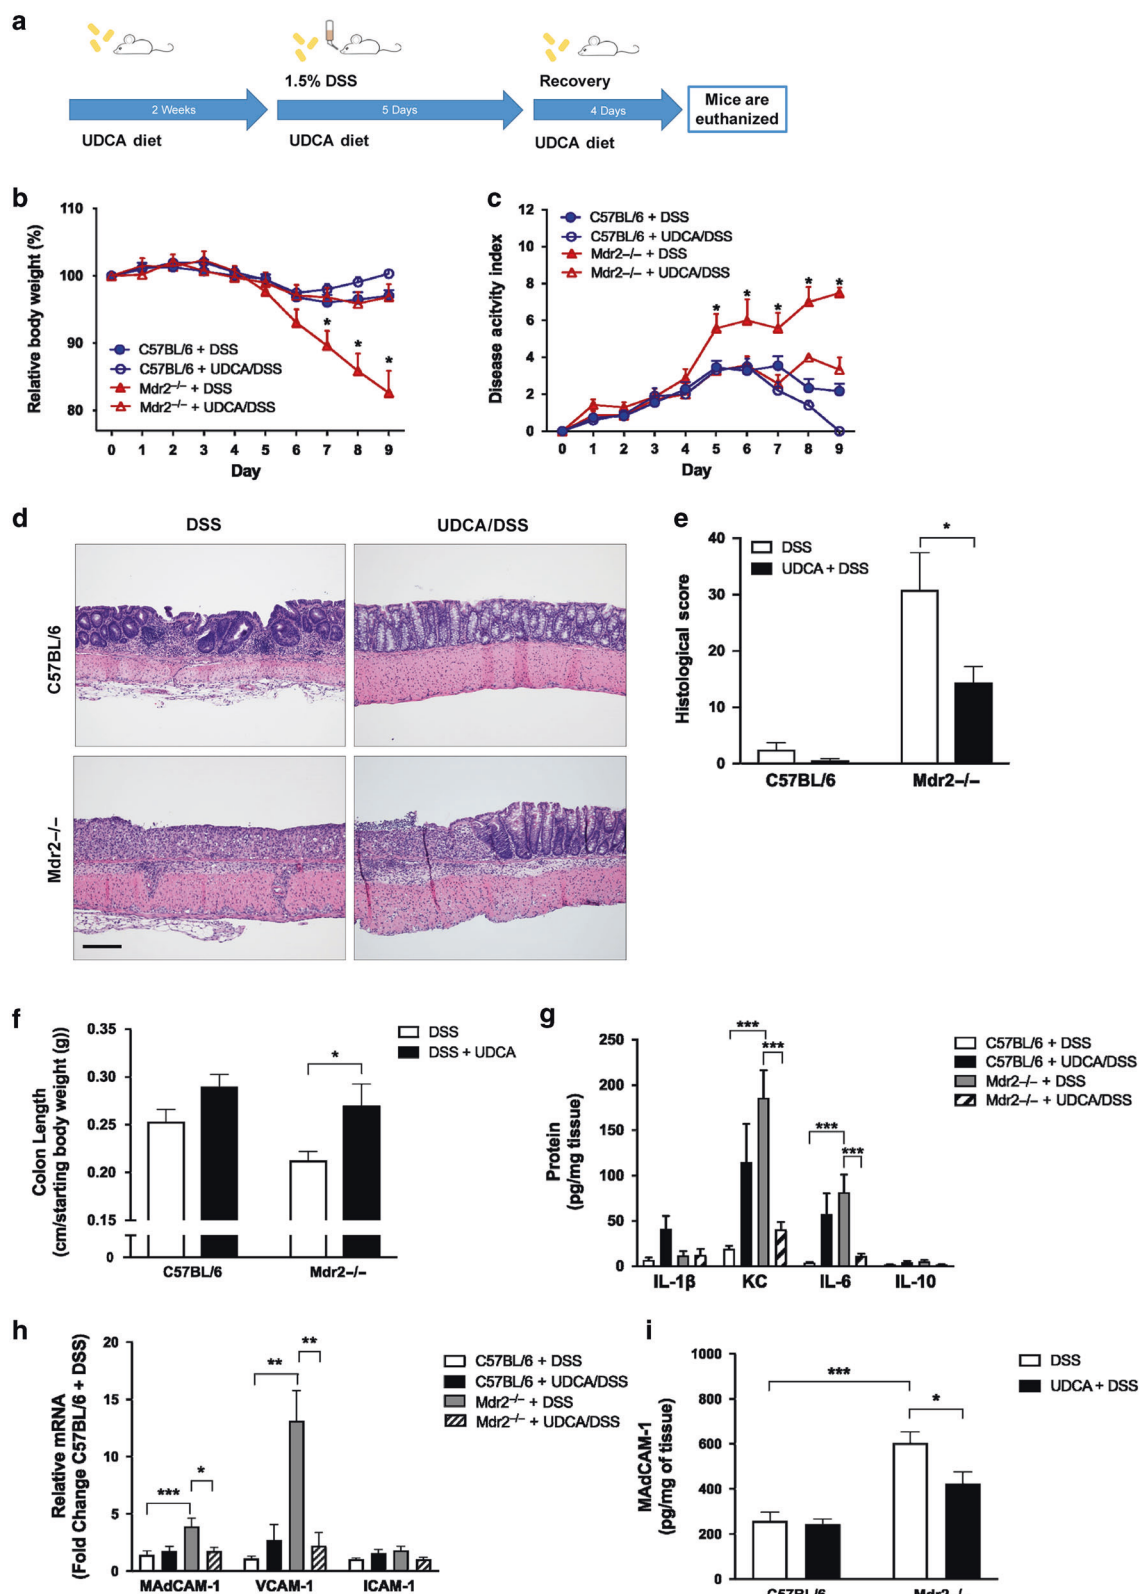 a
1.5% DSS
Recovery
2 Weeks
5 Days
4 Days
Mice are
euthanized
UDCA diet
UDCA diet
UDCA diet
b
Relative body weight (%)
110
100
90
80
C57BL/6 + DSS
C57BL/6 + UDCA/DSS
Mdr2−/− + DSS
Mdr2−/− + UDCA/DSS
*
*
*
0 1 2 3 4 5 6 7 8 9
Day
c
Disease acitvity index
12
10
8
6
4
2
0
C57BL/6 + DSS
C57BL/6 + UDCA/DSS
Mdr2−/− + DSS
Mdr2−/− + UDCA/DSS
* * * * *
0 1 2 3 4 5 6 7 8 9
Day
d
DSS
UDCA/DSS
C57BL/6
Mdr2−/−
e
Histological score
40
30
20
10
0
DSS
UDCA + DSS
*
C57BL/6 Mdr2−/−
f
Colon Length
(cm/starting body weight (g))
0.35
0.30
0.25
0.20
0.15
0
DSS
DSS + UDCA
*
C57BL/6 Mdr2−/−
g
Protein
(pg/mg tissue)
250
200
150
100
50
0
***
***
***
***
C57BL/6 + DSS
C57BL/6 + UDCA/DSS
Mdr2−/− + DSS
Mdr2−/− + UDCA/DSS
IL-1β KC IL-6 IL-10
h
Relative mRNA
(Fold Change C57BL/6 + DSS)
20
15
10
5
0
***
*
**
**
C57BL/6 + DSS
C57BL/6 + UDCA/DSS
Mdr2−/− + DSS
Mdr2−/− + UDCA/DSS
MAdCAM-1 VCAM-1 ICAM-1
i
MAdCAM-1
(pg/mg of tissue)
1000
800
600
400
200
0
***
*
DSS
UDCA + DSS
C57BL/6 Mdr2−/−